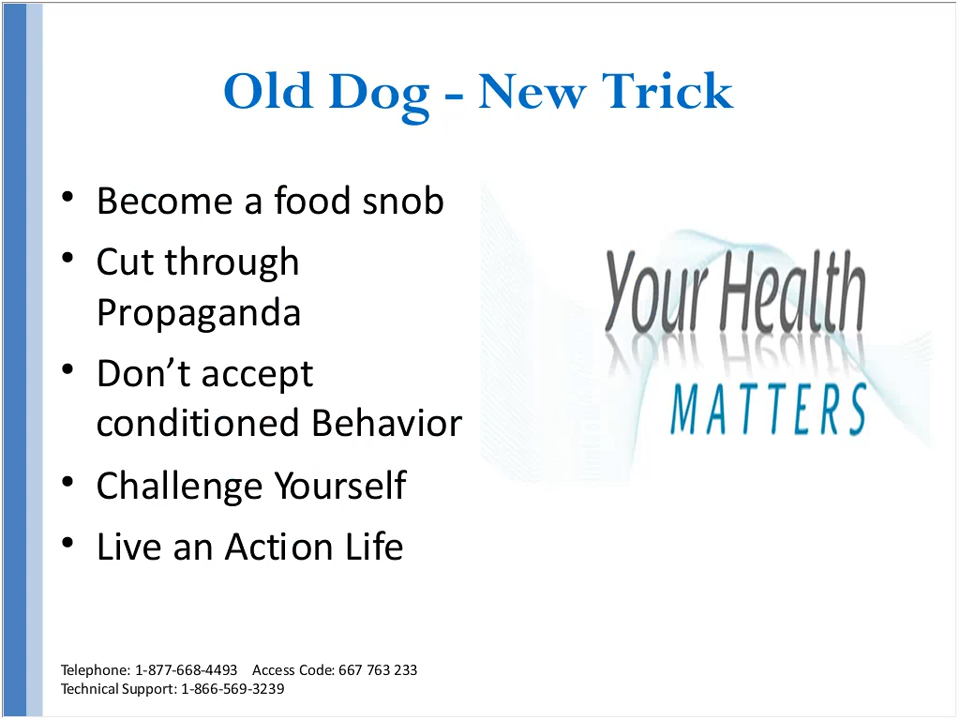 Old Dog - New Trick
• Become a food snob
• Cut through
Propaganda
• Don’t accept
conditioned Behavior
• Challenge Yourself
• Live an Action Life
Your Health
MATTERS
Telephone: 1-877-668-4493 Access Code: 667 763 233
Technical Support: 1-866-569-3239